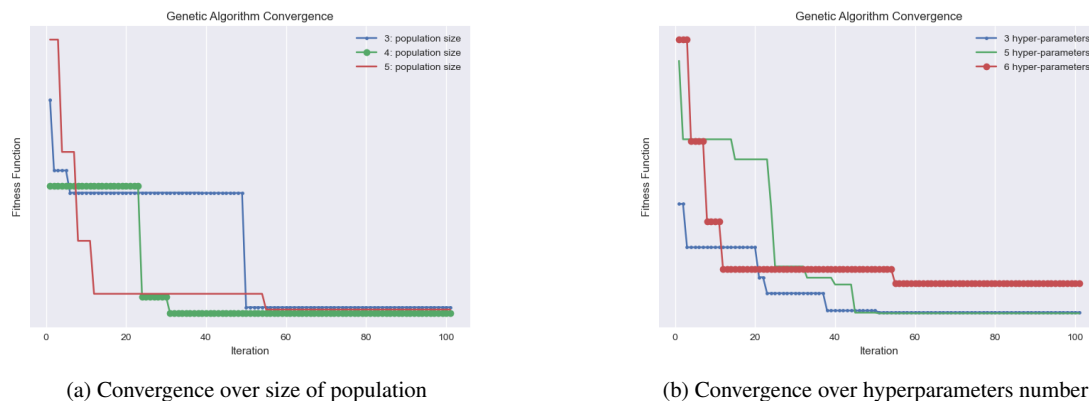 Genetic Algorithm Convergence
3: population size
4: population size
5: population size
Fitness Function
0 20 40 60 80 100
Iteration
(a) Convergence over size of population
Genetic Algorithm Convergence
3 hyper-parameters
5 hyper-parameters
6 hyper-parameters
Fitness Function
0 20 40 60 80 100
Iteration
(b) Convergence over hyperparameters number